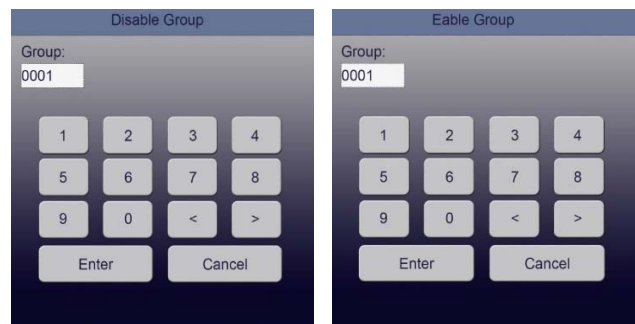 Disable Group
Group:
0001
1 2 3 4
5 6 7 8
9 0 < >
Enter Cancel
Eable Group
Group:
0001
1 2 3 4
5 6 7 8
9 0 < >
Enter Cancel